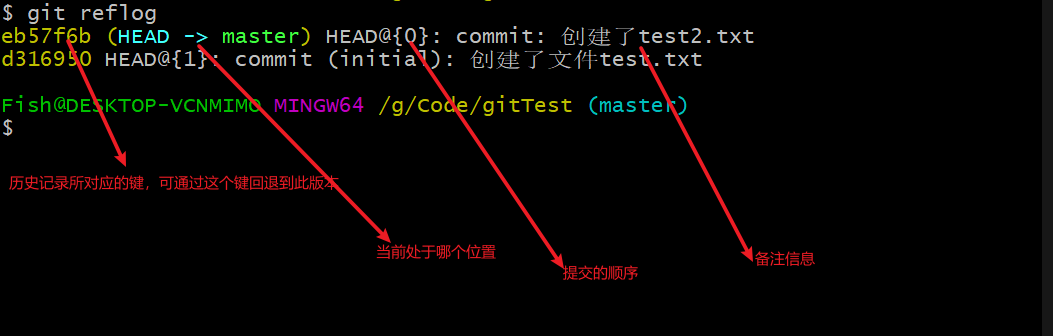 $ git reflog
eb57f6b (HEAD -> master) HEAD@{0}: commit: 创建了test2.txt
d316950 HEAD@{1}: commit (initial): 创建了文件test.txt
Fish@DESKTOP-VCNMIMO MINGW64 /g/Code/gitTest (master)
$
历史记录所对应的键，可通过这个键回退到此版本
当前处于哪个位置
备注信息
提交的顺序